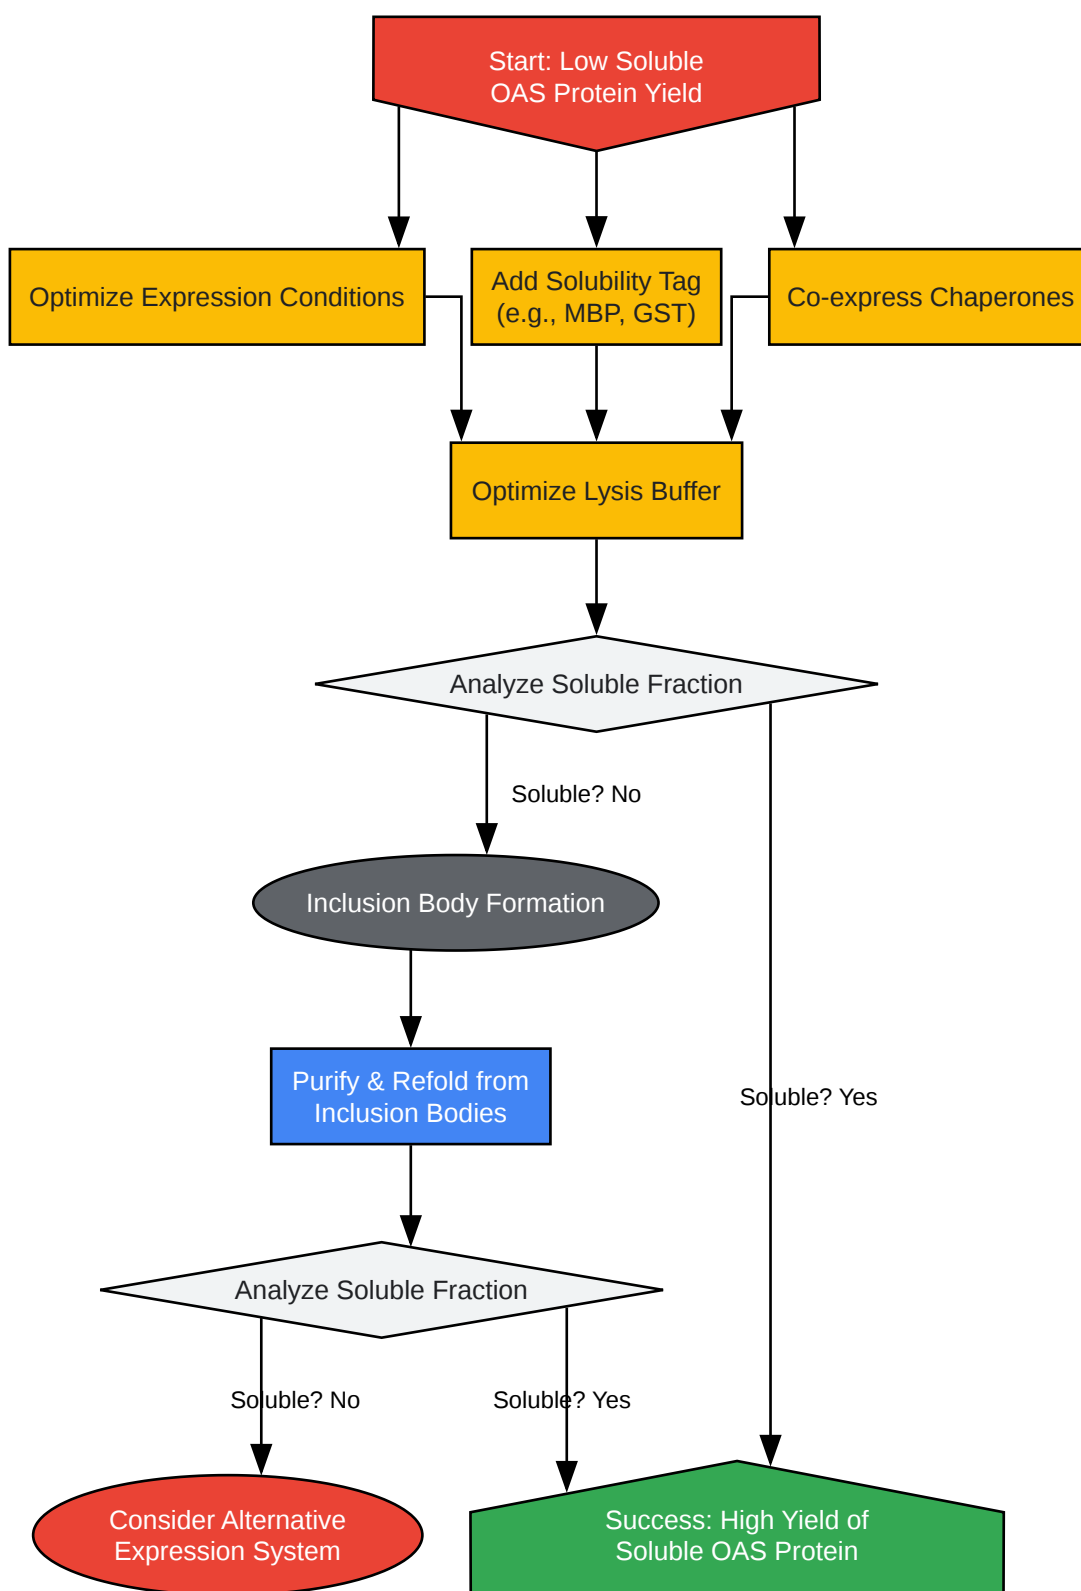 Start: Low Soluble
OAS Protein Yield
Optimize Expression Conditions
Add Solubility Tag
(e.g., MBP, GST)
Co-express Chaperones
Optimize Lysis Buffer
Analyze Soluble Fraction
Soluble? No
Inclusion Body Formation
Purify & Refold from
Inclusion Bodies
Soluble? Yes
Analyze Soluble Fraction
Soluble? No
Soluble? Yes
Consider Alternative
Expression System
Success: High Yield of
Soluble OAS Protein